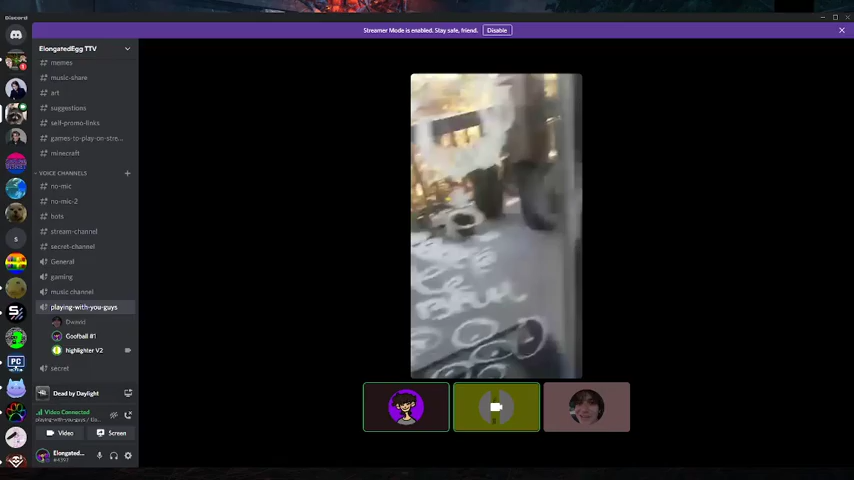 Discord
Streamer Mode is enabled. Stay safe, friend.
Disable
ElongatedEgg TTV
memes
music-share
art
suggestions
self-promo-links
games-to-play-on-stre...
minecraft
VOICE CHANNELS
no-mic
no-mic-2
hots
stream-channel
secret-channel
General
gaming
music channel
playing-with-you-guys
Dwavid
Goofball #1
highlighter V2
secret
Dead by Daylight
Video Connected
Video
Screen
Elongated...
#4391